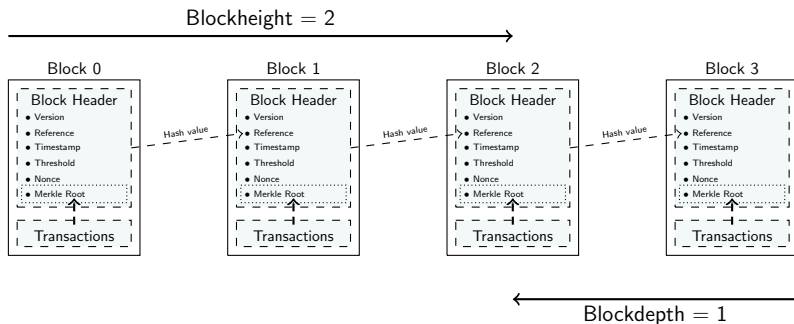 Blockheight = 2
Block 0
Block Header
• Version
• Reference
• Timestamp
• Threshold
• Nonce
• Merkle Root
Transactions
Hash value
Block 1
Block Header
• Version
• Reference
• Timestamp
• Threshold
• Nonce
• Merkle Root
Transactions
Hash value
Block 2
Block Header
• Version
• Reference
• Timestamp
• Threshold
• Nonce
• Merkle Root
Transactions
Hash value
Block 3
Block Header
• Version
• Reference
• Timestamp
• Threshold
• Nonce
• Merkle Root
Transactions
Blockdepth = 1